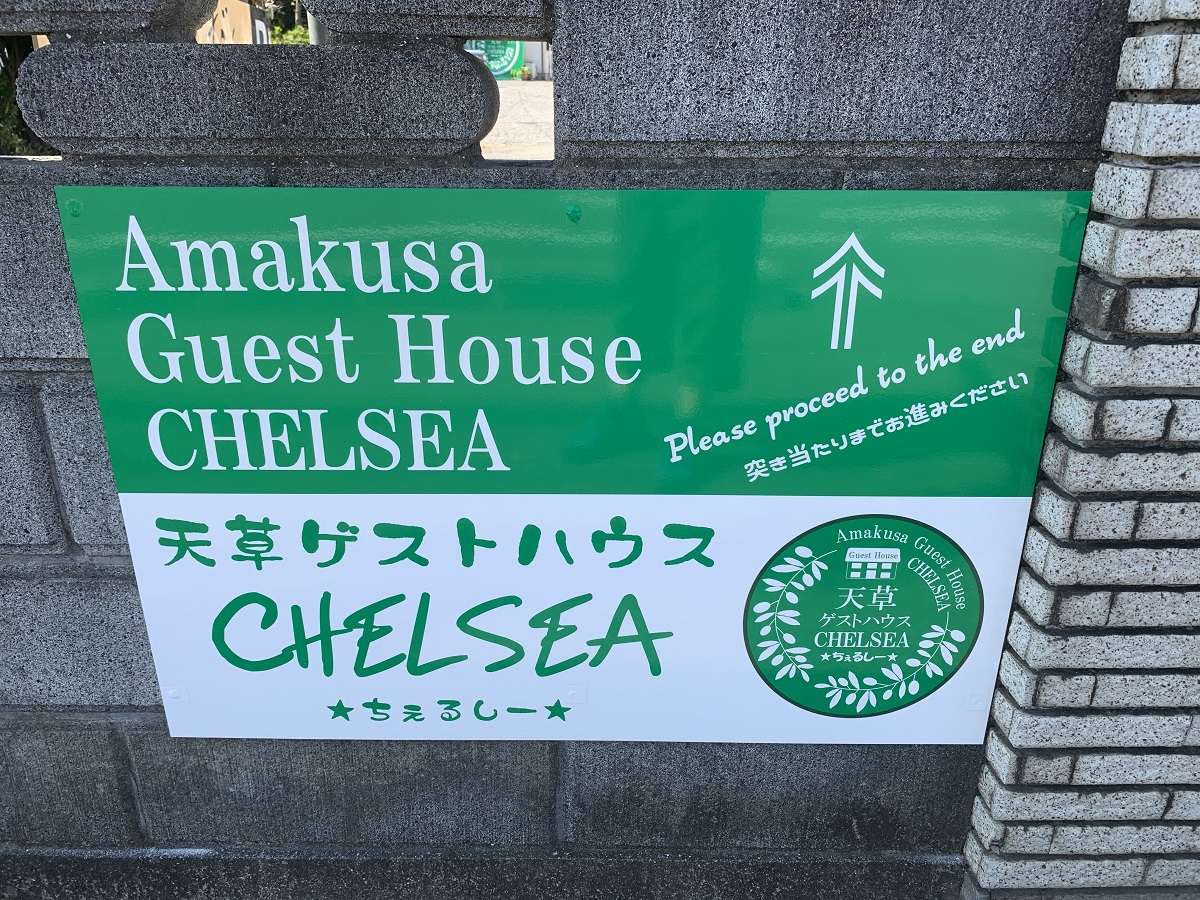 Amakusa
Guest House
CHELSEA
Please proceed to the end
突き当たりまでお進みください
天草ゲストハウス
CHELSEA
★ちぇるしー★
Amakusa Guest House CHELSEA
Guest House
天草
ゲストハウス
CHELSEA
★ちぇるしー★